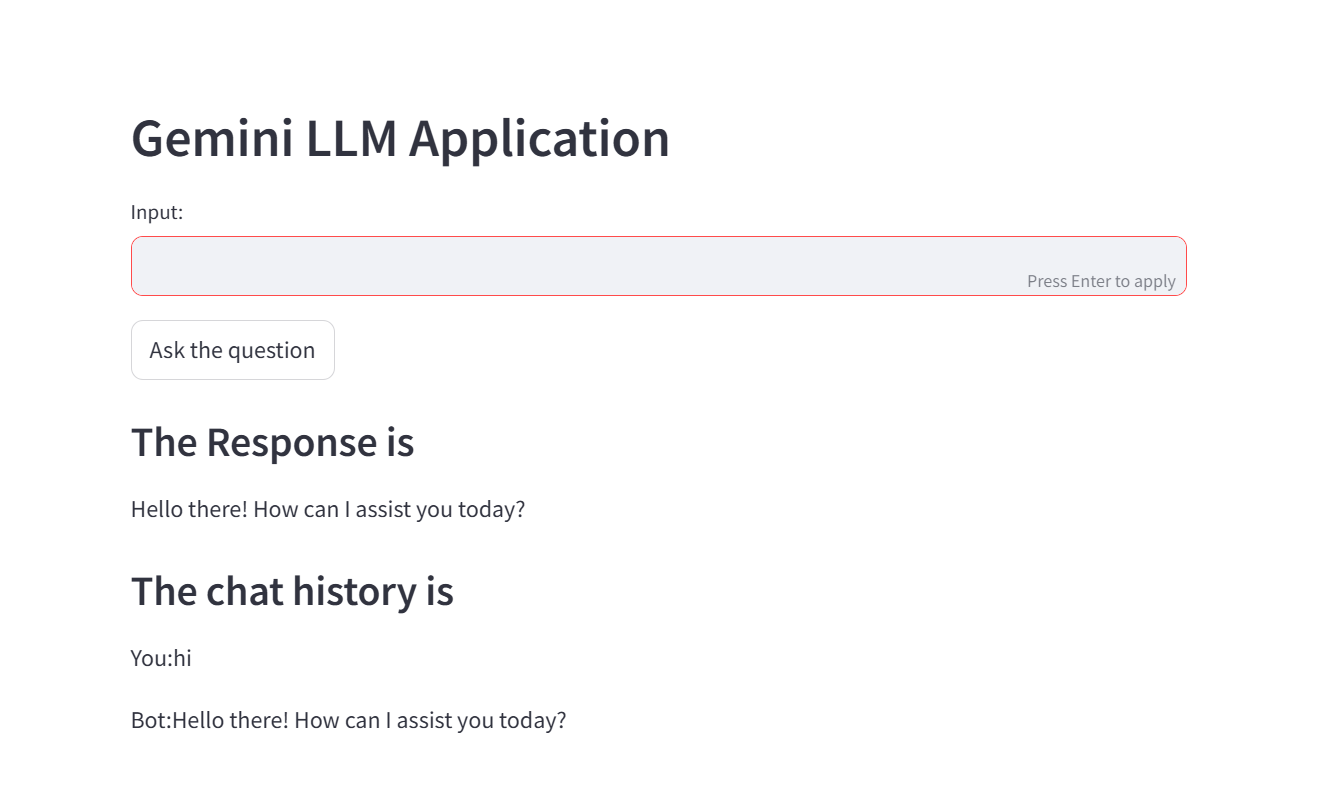 Gemini LLM Application
Input:
Press Enter to apply
Ask the question
The Response is
Hello there! How can I assist you today?
The chat history is
You:hi
Bot:Hello there! How can I assist you today?